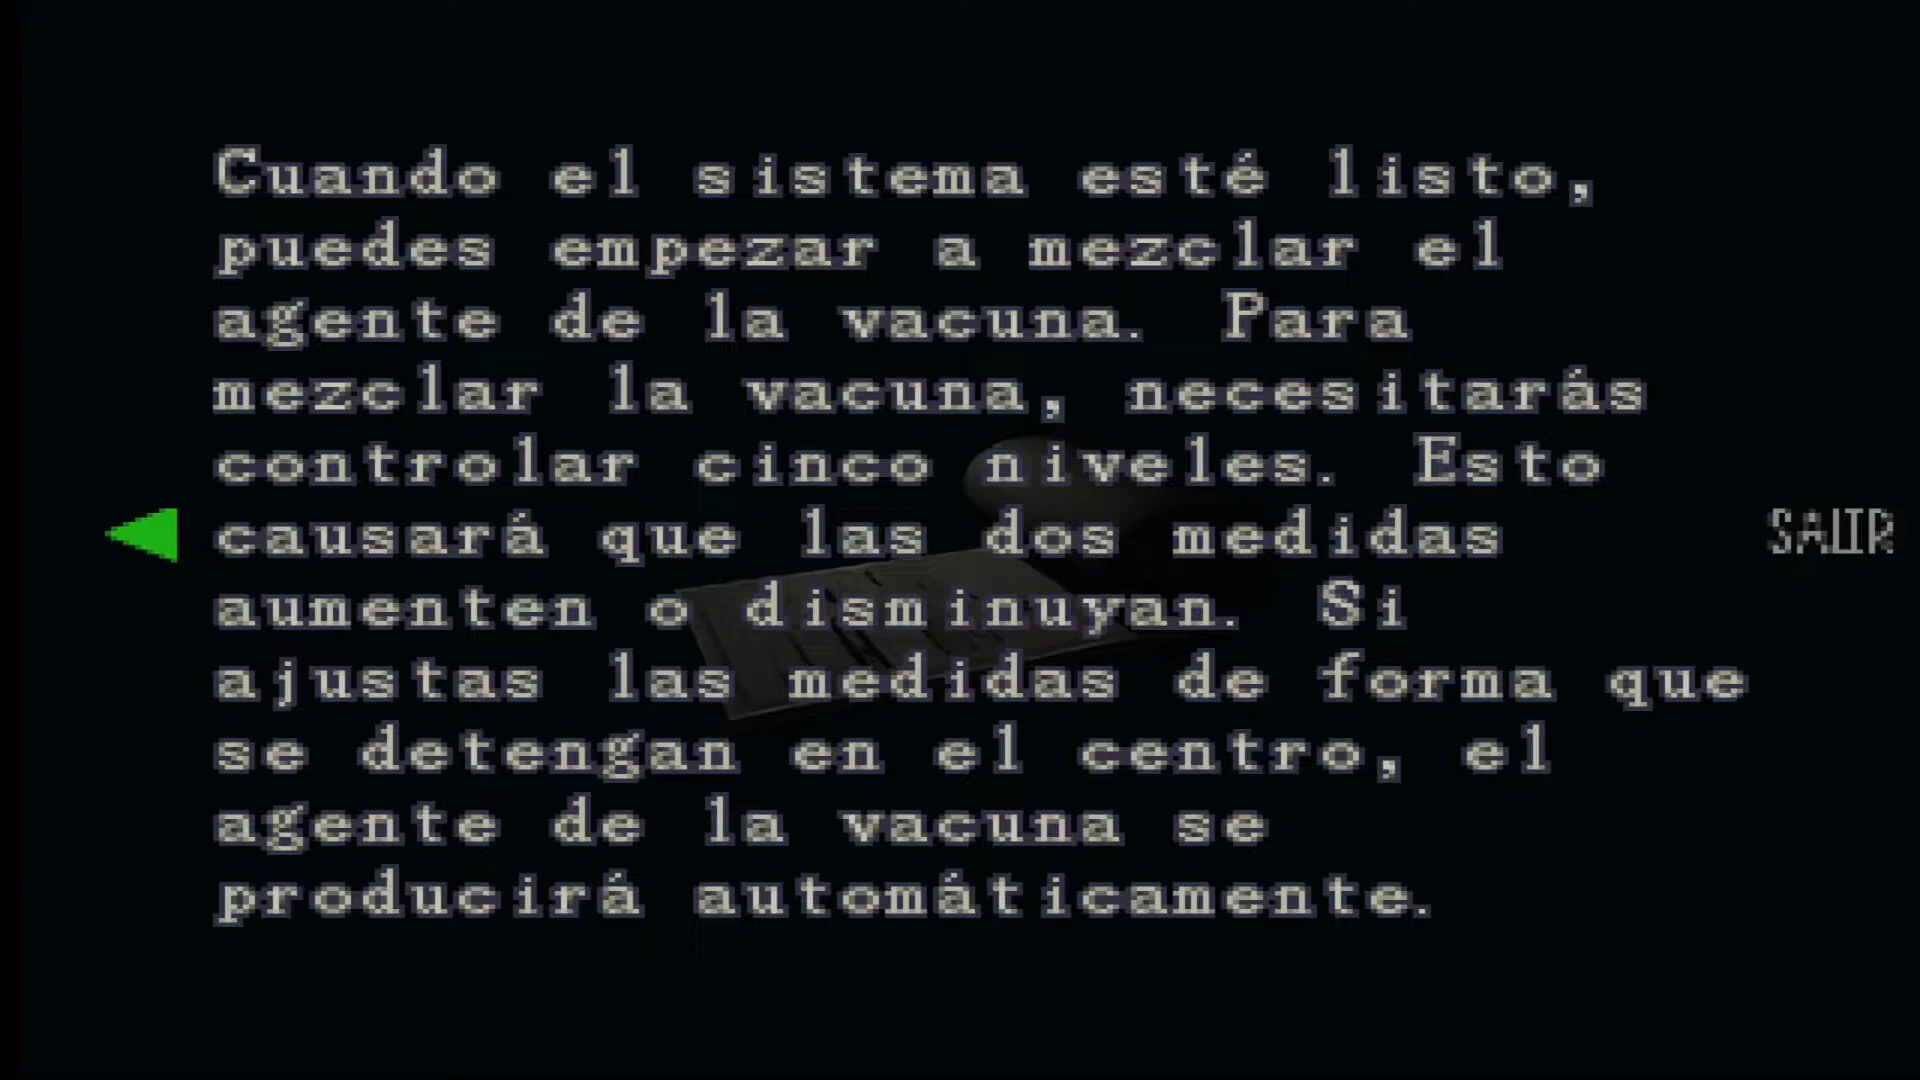 Cuando el sistema esté listo,
puedes empezar a mezclar el
agente de la vacuna. Para
mezclar la vacuna, necesitarás
controlar cinco niveles. Esto
causará que las dos medidas
aumenten o disminuyan. Si
ajustas las medidas de forma que
se detengan en el centro, el
agente de la vacuna se
producirá automáticamente.
SALIR